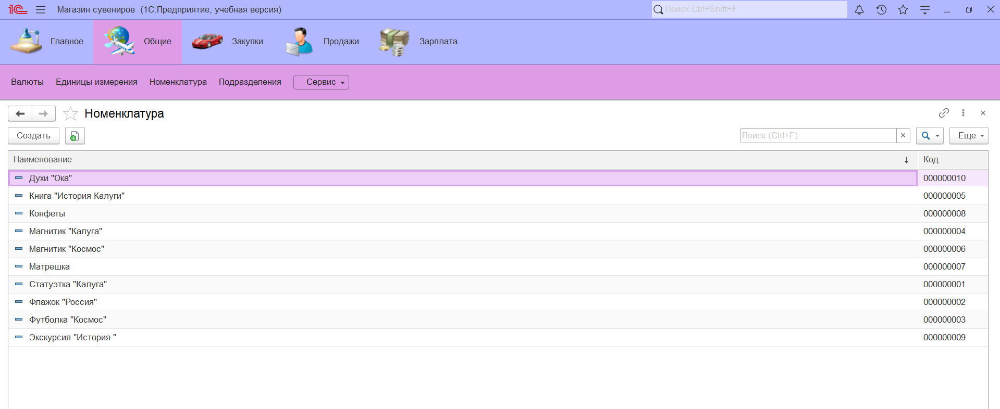 1С Магазин сувениров (1С:Предприятие, учебная версия) Поиск Ctrl+Shift+F
Главное Общие Закупки Продажи Зарплата
Валюты Единицы измерения Номенклатура Подразделения Сервис
Номенклатура
Создать Поиск (Ctrl+F) Еще
Наименование Код
Духи "Ока" 000000010
Книга "История Калуги" 000000005
Конфеты 000000008
Магнитик "Калуга" 000000004
Магнитик "Космос" 000000006
Матрешка 000000007
Статуэтка "Калуга" 000000001
Флажок "Россия" 000000002
Футболка "Космос" 000000003
Экскурсия "История " 000000009